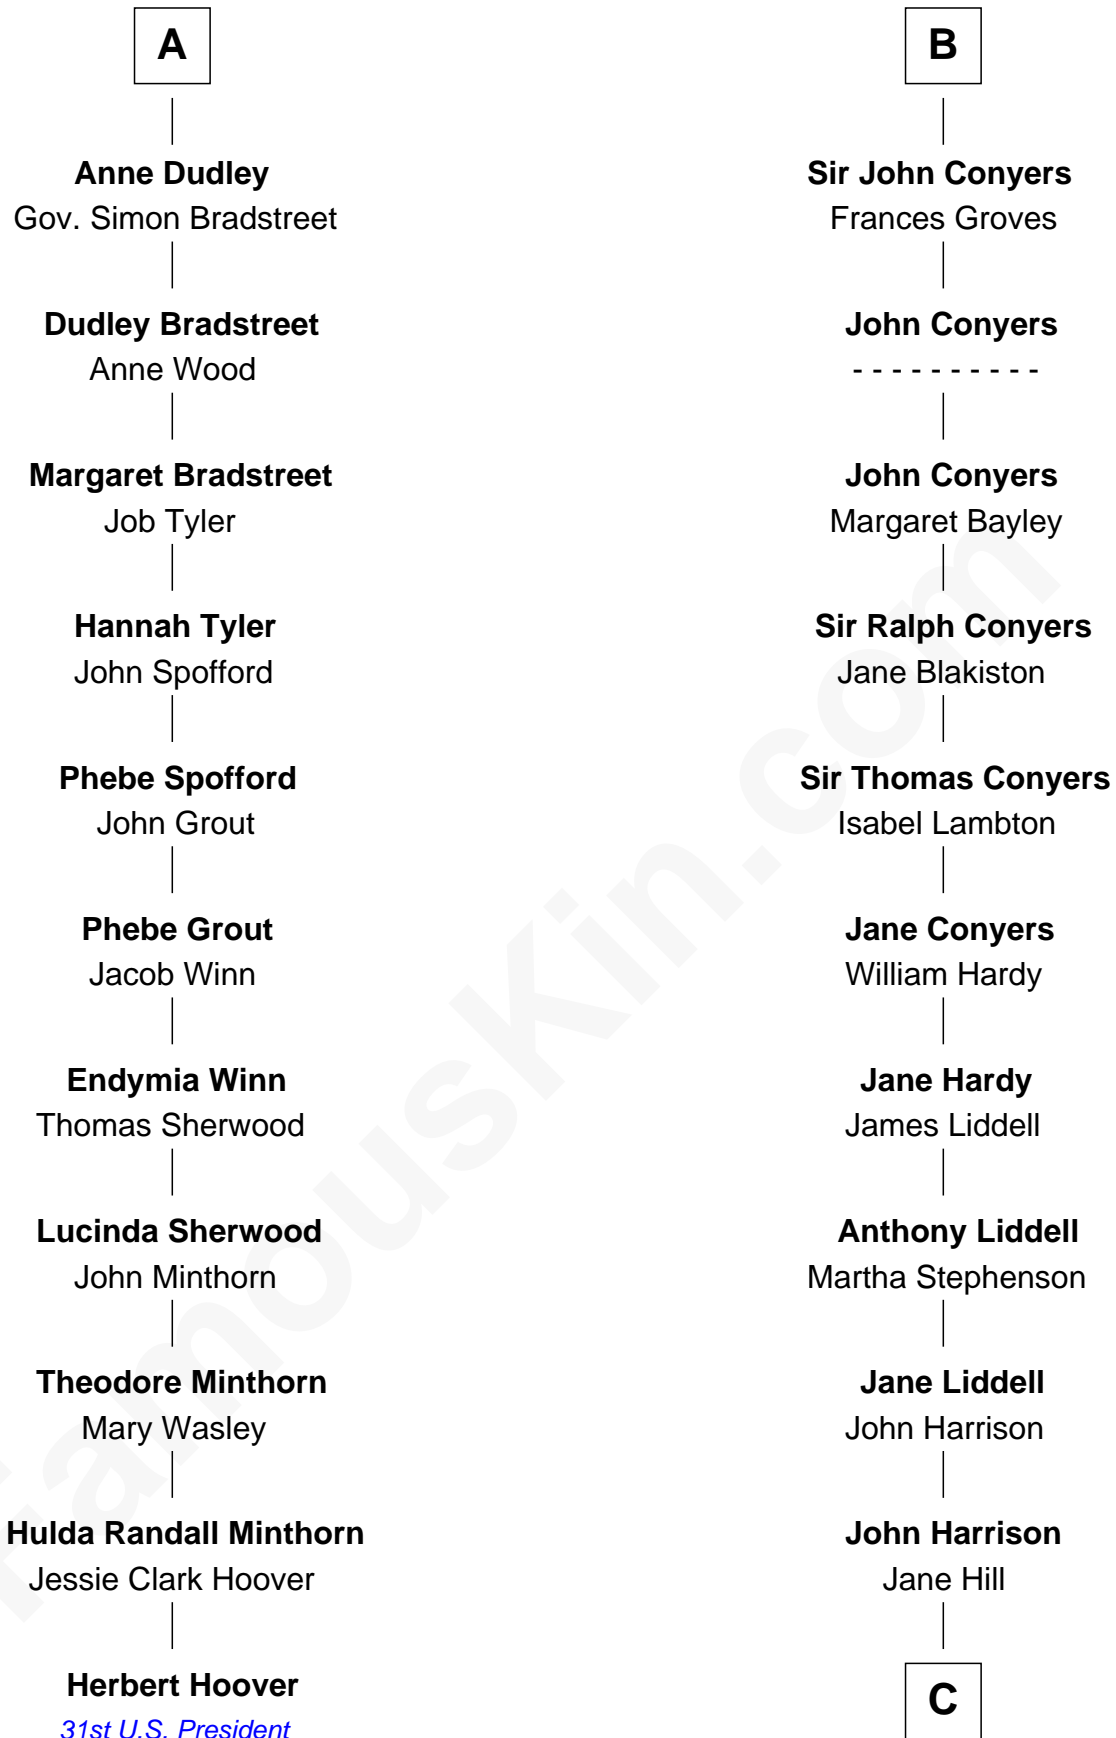 A
Anne Dudley
Gov. Simon Bradstreet
Dudley Bradstreet
Anne Wood
Margaret Bradstreet
Job Tyler
Hannah Tyler
John Spofford
Phebe Spofford
John Grout
Phebe Grout
Jacob Winn
Endymia Winn
Thomas Sherwood
Lucinda Sherwood
John Minthorn
Theodore Minthorn
Mary Wasley
Hulda Randall Minthorn
Jessie Clark Hoover
Herbert Hoover
31st U.S. President
B
Sir John Conyers
Frances Groves
John Conyers
- - - - - - - - - -
John Conyers
Margaret Bayley
Sir Ralph Conyers
Jane Blakiston
Sir Thomas Conyers
Isabel Lambton
Jane Conyers
William Hardy
Jane Hardy
James Liddell
Anthony Liddell
Martha Stephenson
Jane Liddell
John Harrison
John Harrison
Jane Hill
C
famouskin.com